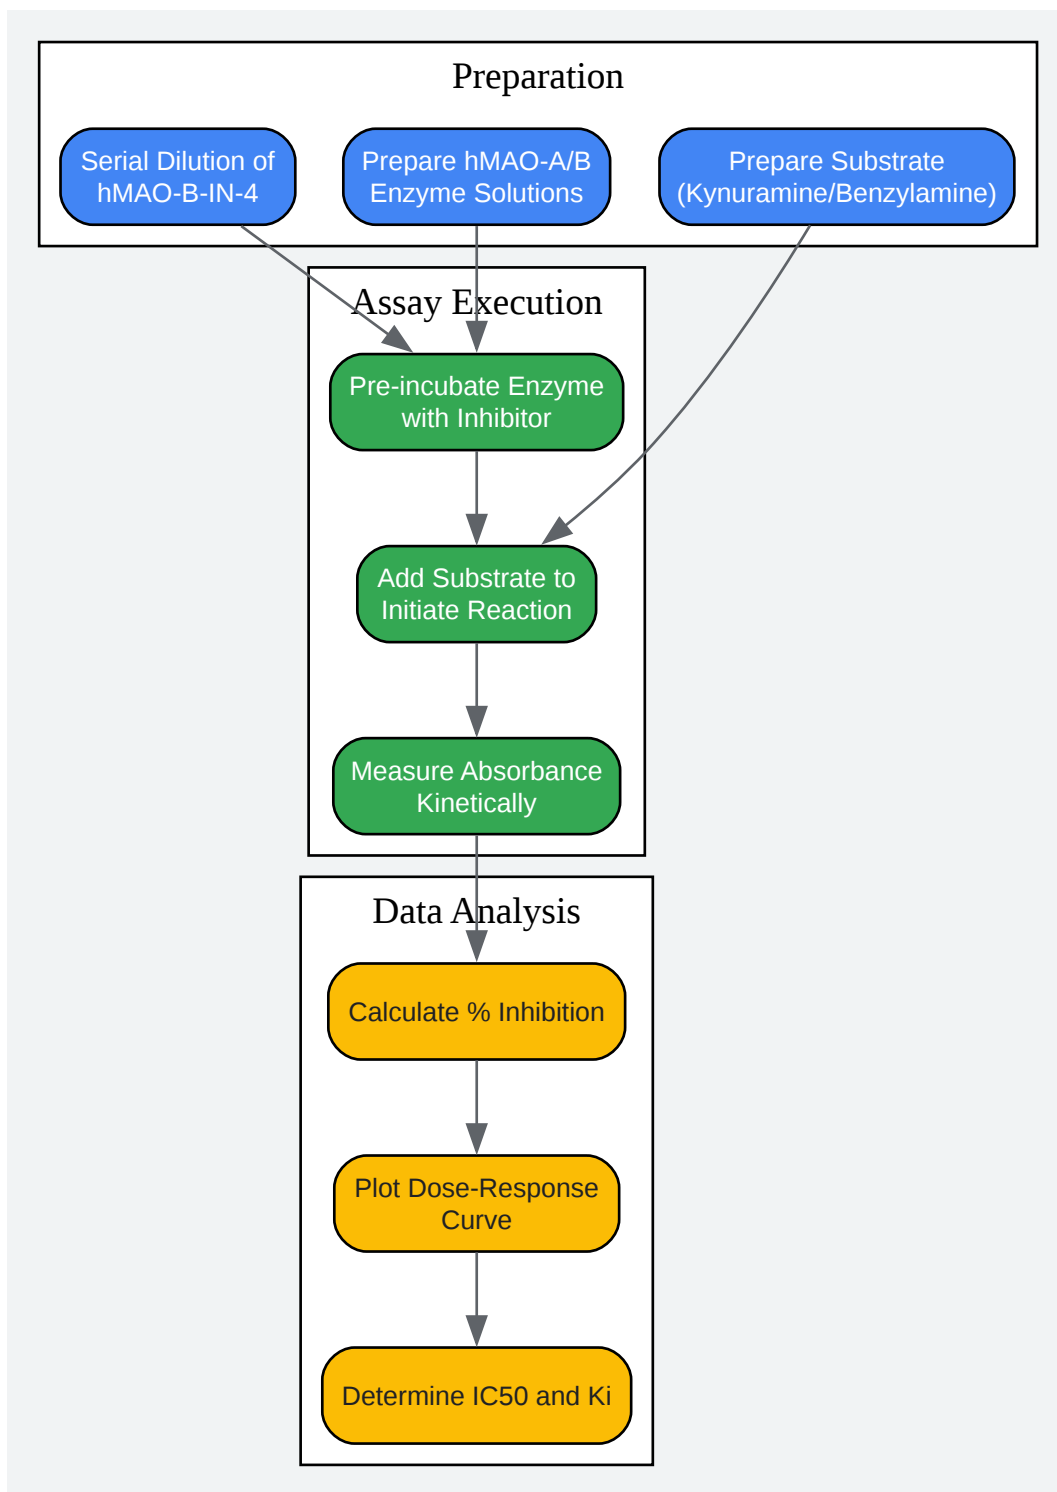 Preparation
Serial Dilution of
hMAO-B-IN-4
Prepare hMAO-A/B
Enzyme Solutions
Prepare Substrate
(Kynuramine/Benzylamine)
Assay Execution
Pre-incubate Enzyme
with Inhibitor
Add Substrate to
Initiate Reaction
Measure Absorbance
Kinetically
Data Analysis
Calculate % Inhibition
Plot Dose-Response
Curve
Determine IC50 and Ki